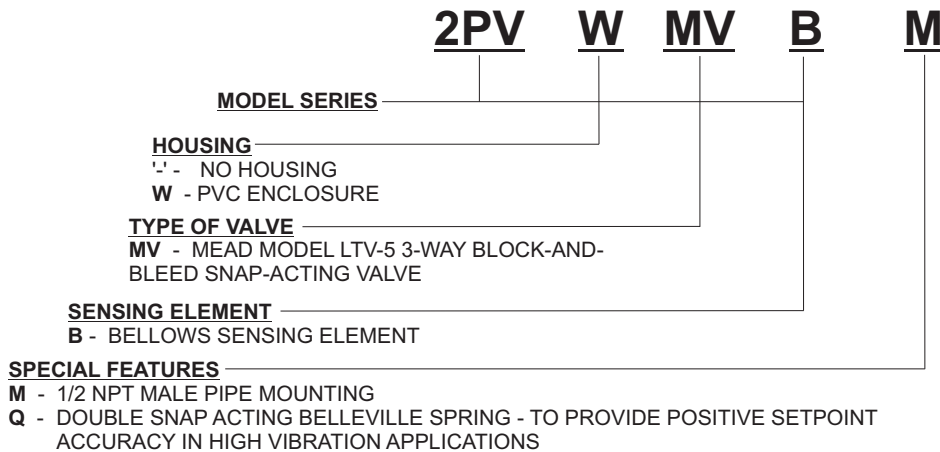 2PV W MV B M
MODEL SERIES
HOUSING
'-' - NO HOUSING
W - PVC ENCLOSURE
TYPE OF VALVE
MV - MEAD MODEL LTV-5 3-WAY BLOCK-AND-
BLEED SNAP-ACTING VALVE
SENSING ELEMENT
B - BELLOWS SENSING ELEMENT
SPECIAL FEATURES
M - 1/2 NPT MALE PIPE MOUNTING
Q - DOUBLE SNAP ACTING BELLEVILLE SPRING - TO PROVIDE POSITIVE SETPOINT
ACCURACY IN HIGH VIBRATION APPLICATIONS